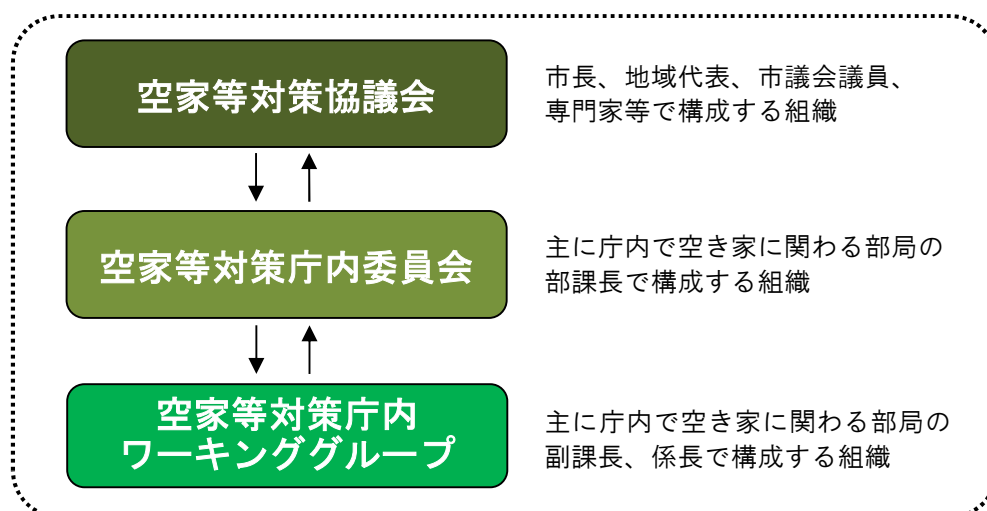 空家等対策協議会
市長、地域代表、市議会議員、
専門家等で構成する組織
空家等対策庁内委員会
主に庁内で空き家に関わる部局の
部課長で構成する組織
空家等対策庁内
ワーキンググループ
主に庁内で空き家に関わる部局の
副課長、係長で構成する組織